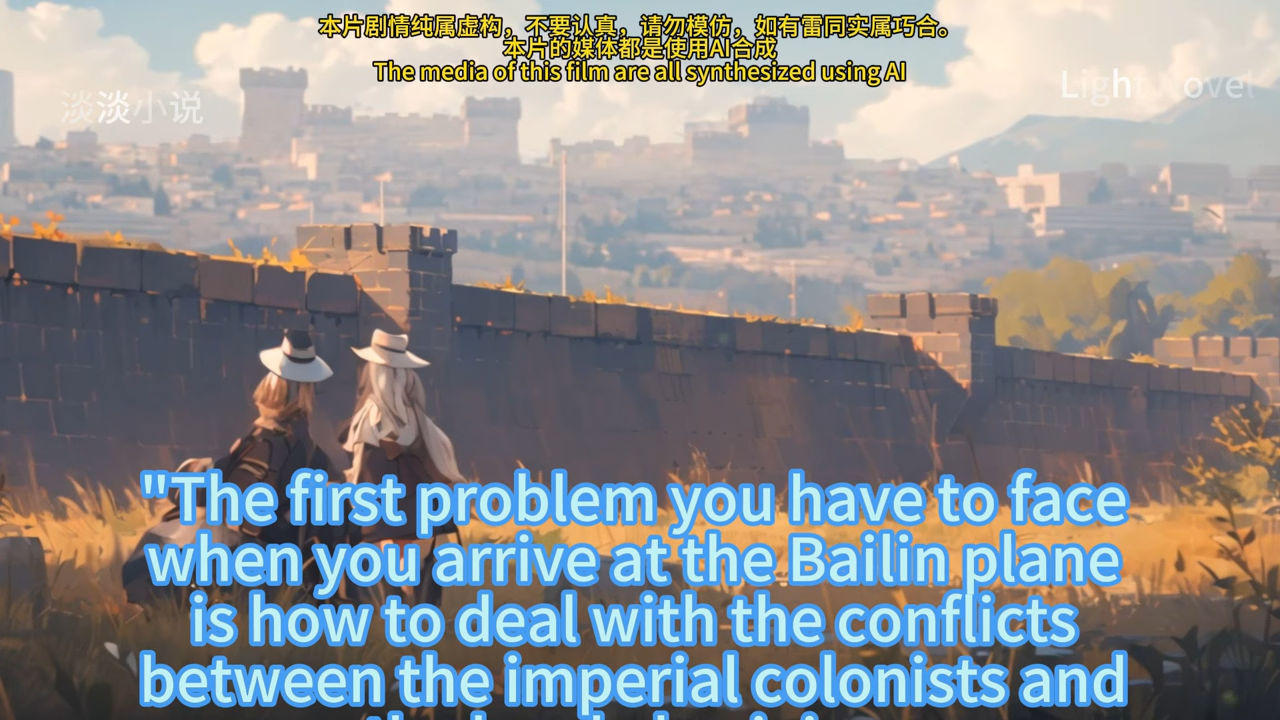 本片剧情纯属虚构，不要认真，请勿模仿，如有雷同实属巧合。
本片的媒体都是使用AI合成
The media of this film are all synthesized using AI
淡淡小说
Light Novel
"The first problem you have to face
when you arrive at the Bailin plane
is how to deal with the conflicts
between the imperial colonists and